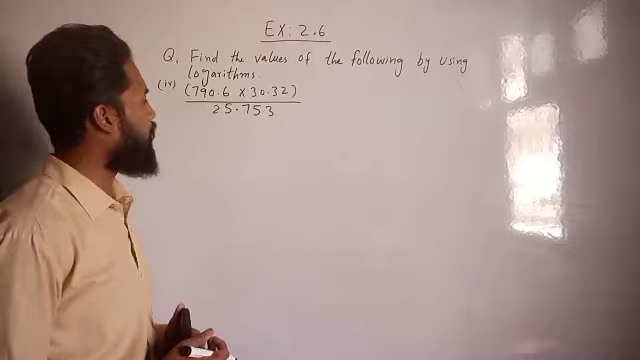 EX: 2.6
Q. Find the values of the following by using
logarithms.
(iv) (790.6 x 30.32)
25.753